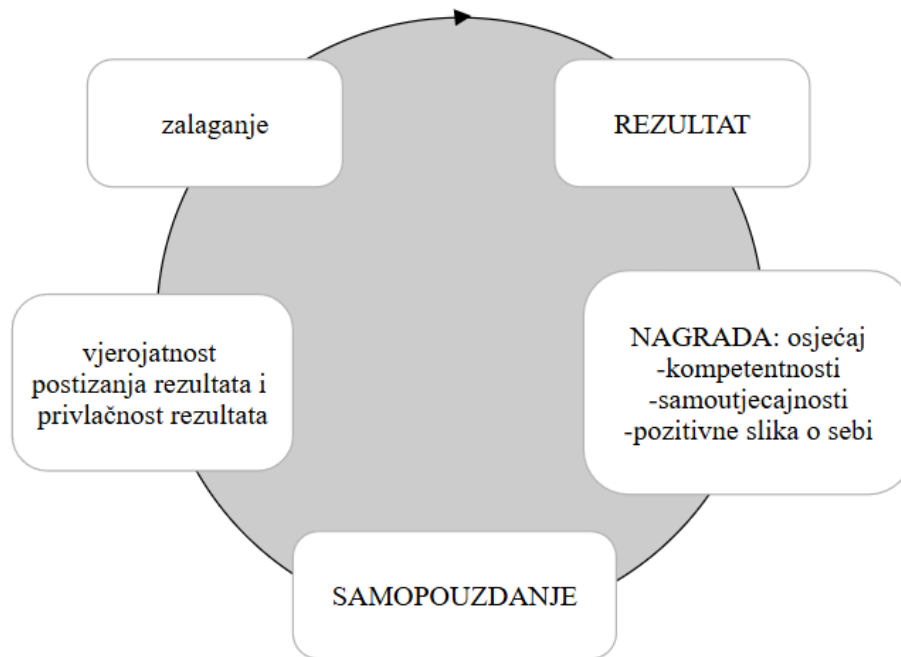 zalaganje
REZULTAT
NAGRADA: osjećaj
-kompetentnosti
-samoutjecajnosti
-pozitivne slika o sebi
SAMOPOUZDANJE
vjerojatnost
postizanja rezultata i
privlačnost rezultata